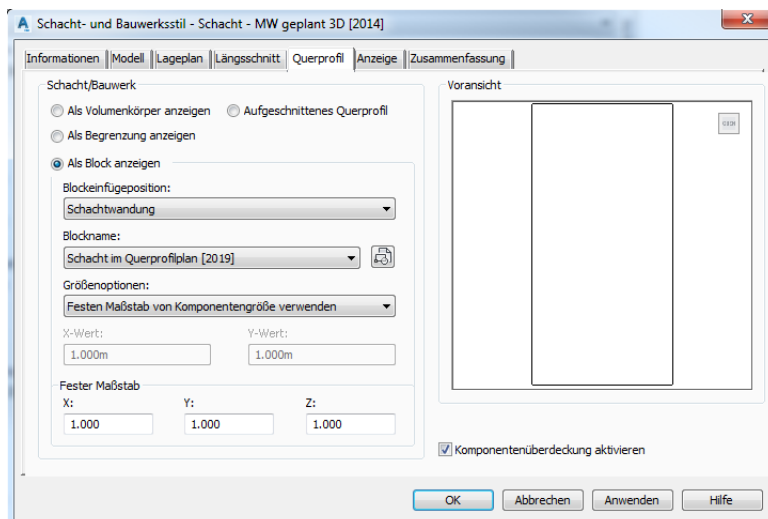 Schacht- und Bauwerksstil - Schacht - MW geplant 3D [2014]
Informationen Modell Lageplan Längsschnitt Querprofil Anzeige Zusammenfassung
Schacht/Bauwerk
Als Volumenkörper anzeigen Aufgeschnittenes Querprofil
Als Begrenzung anzeigen
Als Block anzeigen
Blockeinfügeposition:
Schachtwandung
Blockname:
Schacht im Querprofilplan [2019]
Größenoptionen:
Festen Maßstab von Komponentengröße verwenden
X-Wert: Y-Wert:
1.000m 1.000m
Fester Maßstab
X: Y: Z:
1.000 1.000 1.000
Voransicht
Komponentenüberdeckung aktivieren
OK Abbrechen Anwenden Hilfe